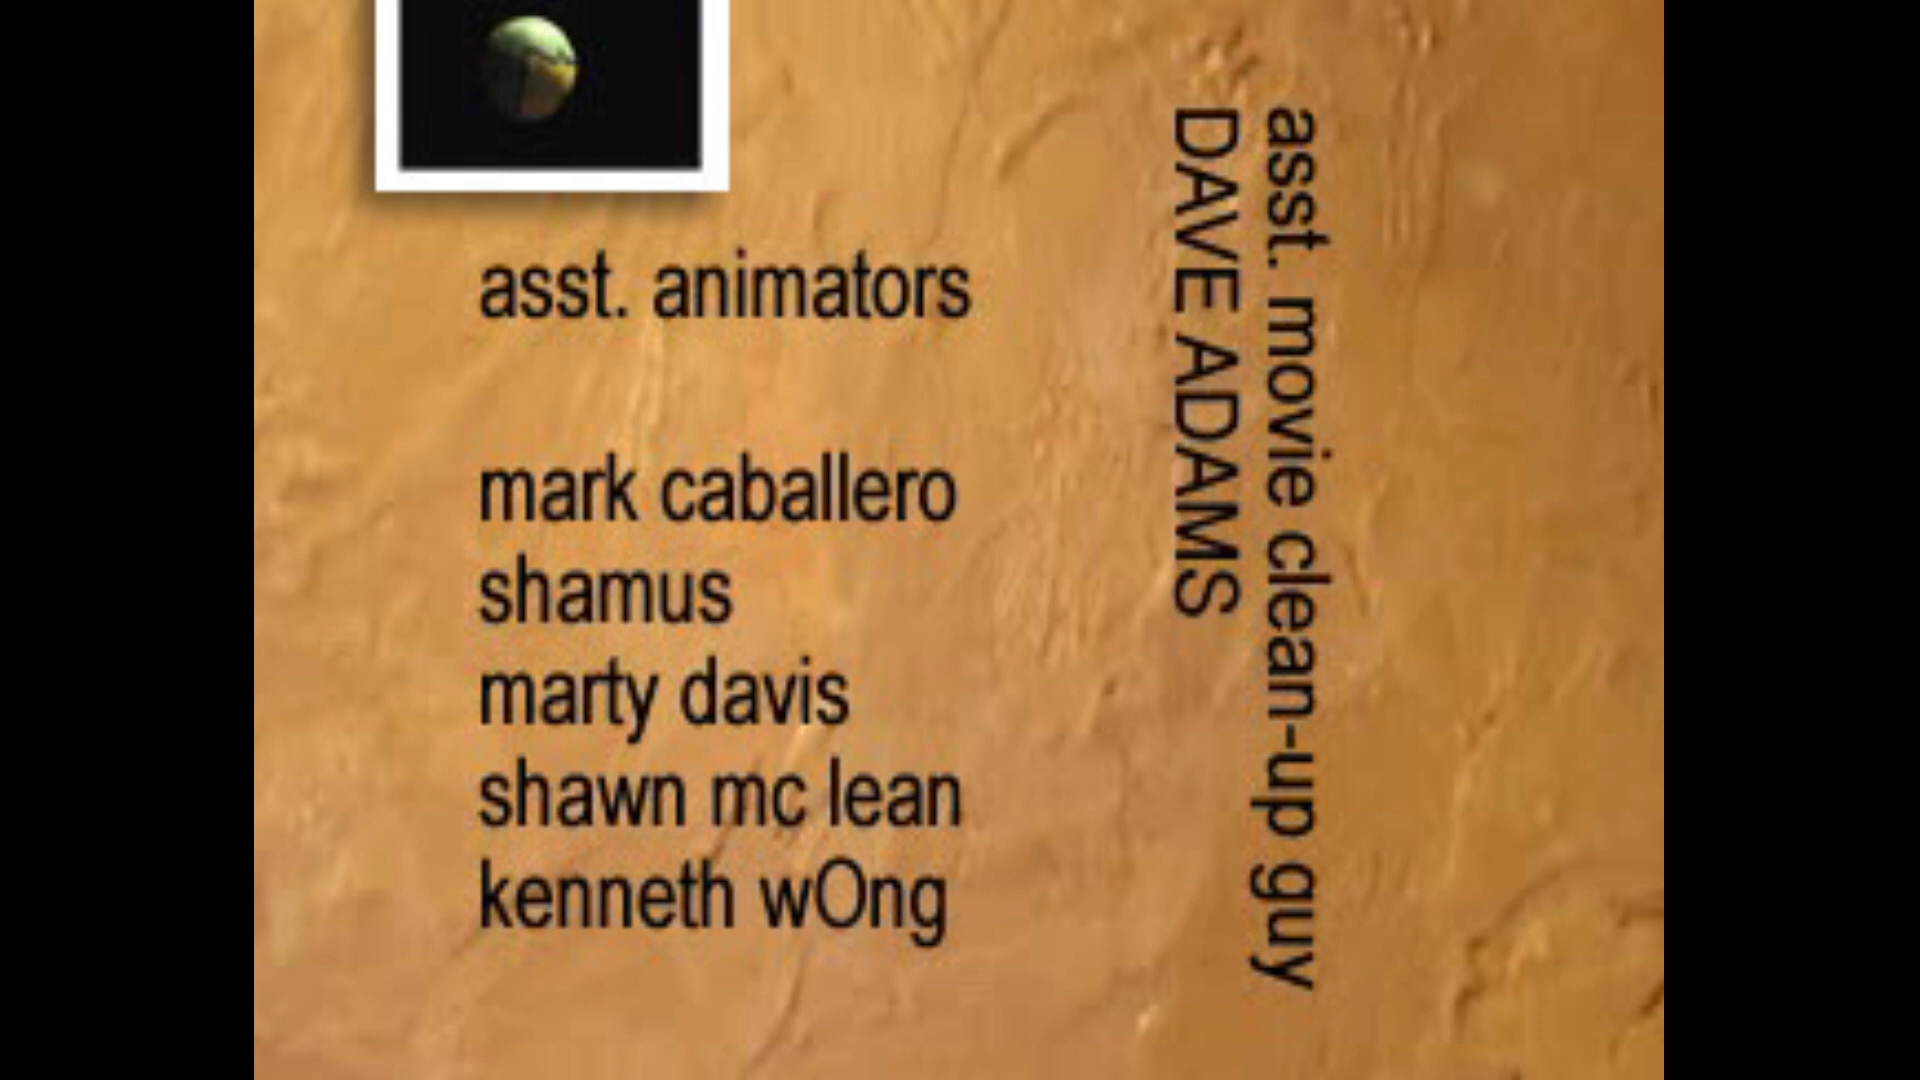 asst. animators
mark caballero
shamus
marty davis
shawn mc lean
kenneth wOng
asst. movie clean-up guy
DAVE ADAMS